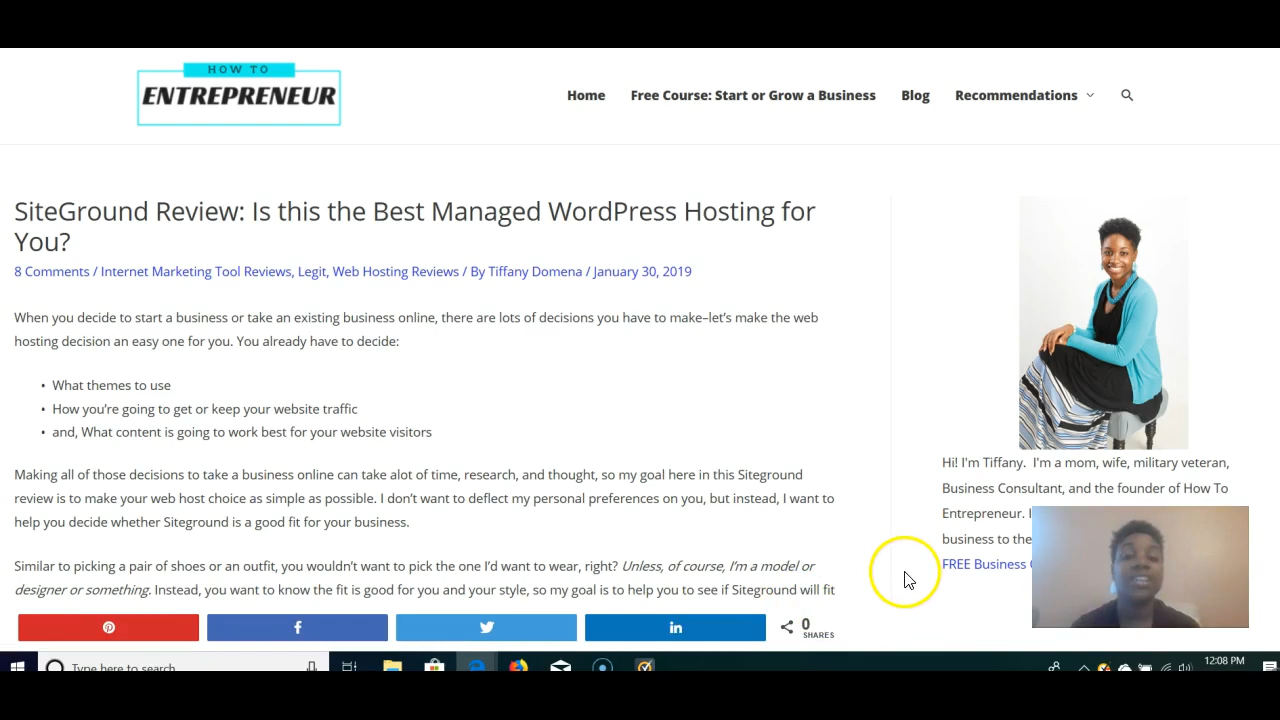 HOW TO
ENTREPRENEUR
Home
Free Course: Start or Grow a Business
Blog
Recommendations
SiteGround Review: Is this the Best Managed WordPress Hosting for
You?
8 Comments / Internet Marketing Tool Reviews, Legit, Web Hosting Reviews / By Tiffany Domena / January 30, 2019
When you decide to start a business or take an existing business online, there are lots of decisions you have to make–let's make the web
hosting decision an easy one for you. You already have to decide:
• What themes to use
• How you're going to get or keep your website traffic
• and, What content is going to work best for your website visitors
Making all of those decisions to take a business online can take alot of time, research, and thought, so my goal here in this Siteground
review is to make your web host choice as simple as possible. I don't want to deflect my personal preferences on you, but instead, I want to
help you decide whether Siteground is a good fit for your business.
Similar to picking a pair of shoes or an outfit, you wouldn't want to pick the one I'd want to wear, right? Unless, of course, I'm a model or
designer or something. Instead, you want to know the fit is good for you and your style, so my goal is to help you to see if Siteground will fit
Hi! I'm Tiffany. I'm a mom, wife, military veteran,
Business Consultant, and the founder of How To
Entrepreneur. I
business to the
FREE Business
0
SHARES
Type here to search
12:08 PM